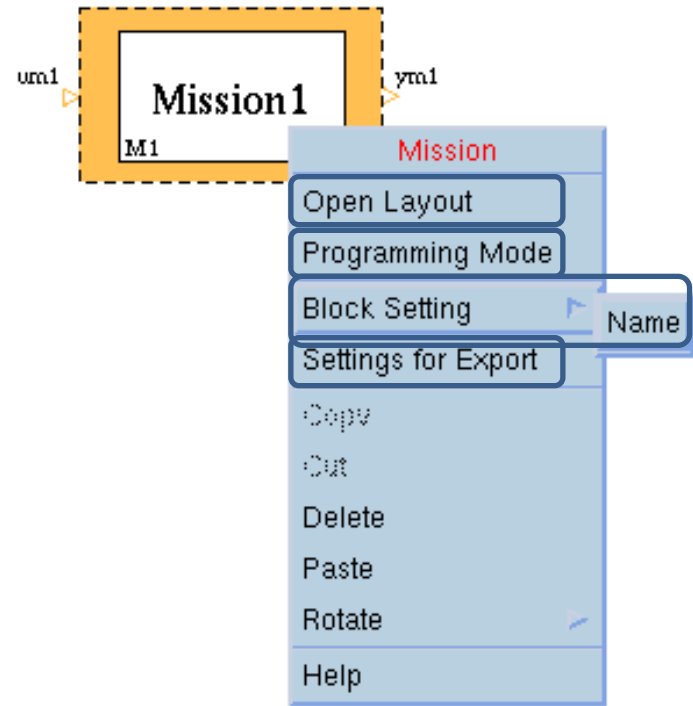 um1
ym1
Mission1
M1
Mission
Open Layout
Programming Mode
Block Setting
Name
Settings for Export
Copy
Cut
Delete
Paste
Rotate
Help